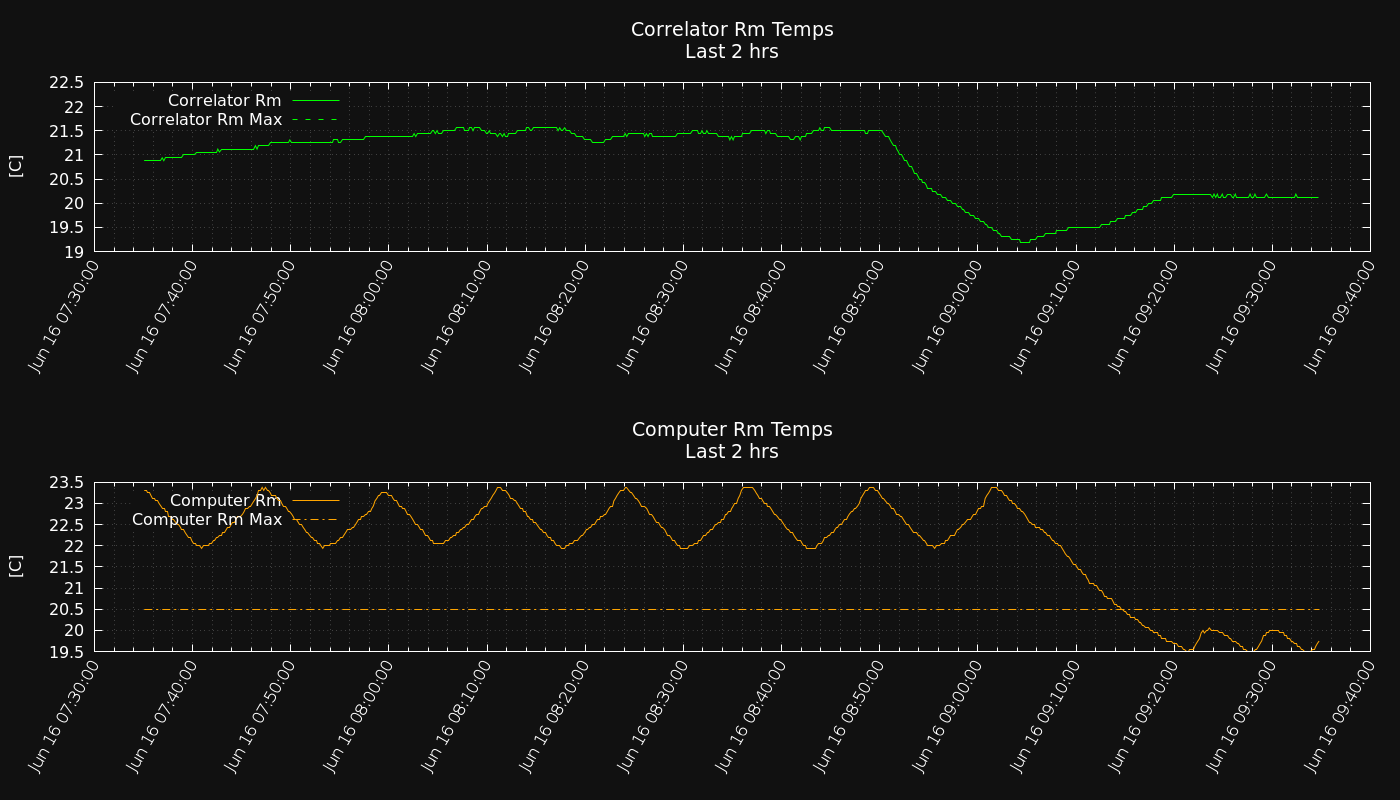 Correlator Rm Temps
Last 2 hrs
22.5
22
21.5
21
20.5
20
19.5
19
[C]
Correlator Rm
Correlator Rm Max
Jun 16 07:30:00
Jun 16 07:40:00
Jun 16 07:50:00
Jun 16 08:00:00
Jun 16 08:10:00
Jun 16 08:20:00
Jun 16 08:30:00
Jun 16 08:40:00
Jun 16 08:50:00
Jun 16 09:00:00
Jun 16 09:10:00
Jun 16 09:20:00
Jun 16 09:30:00
Jun 16 09:40:00
Computer Rm Temps
Last 2 hrs
23.5
23
22.5
22
21.5
21
20.5
20
19.5
[C]
Computer Rm
Computer Rm Max
Jun 16 07:30:00
Jun 16 07:40:00
Jun 16 07:50:00
Jun 16 08:00:00
Jun 16 08:10:00
Jun 16 08:20:00
Jun 16 08:30:00
Jun 16 08:40:00
Jun 16 08:50:00
Jun 16 09:00:00
Jun 16 09:10:00
Jun 16 09:20:00
Jun 16 09:30:00
Jun 16 09:40:00